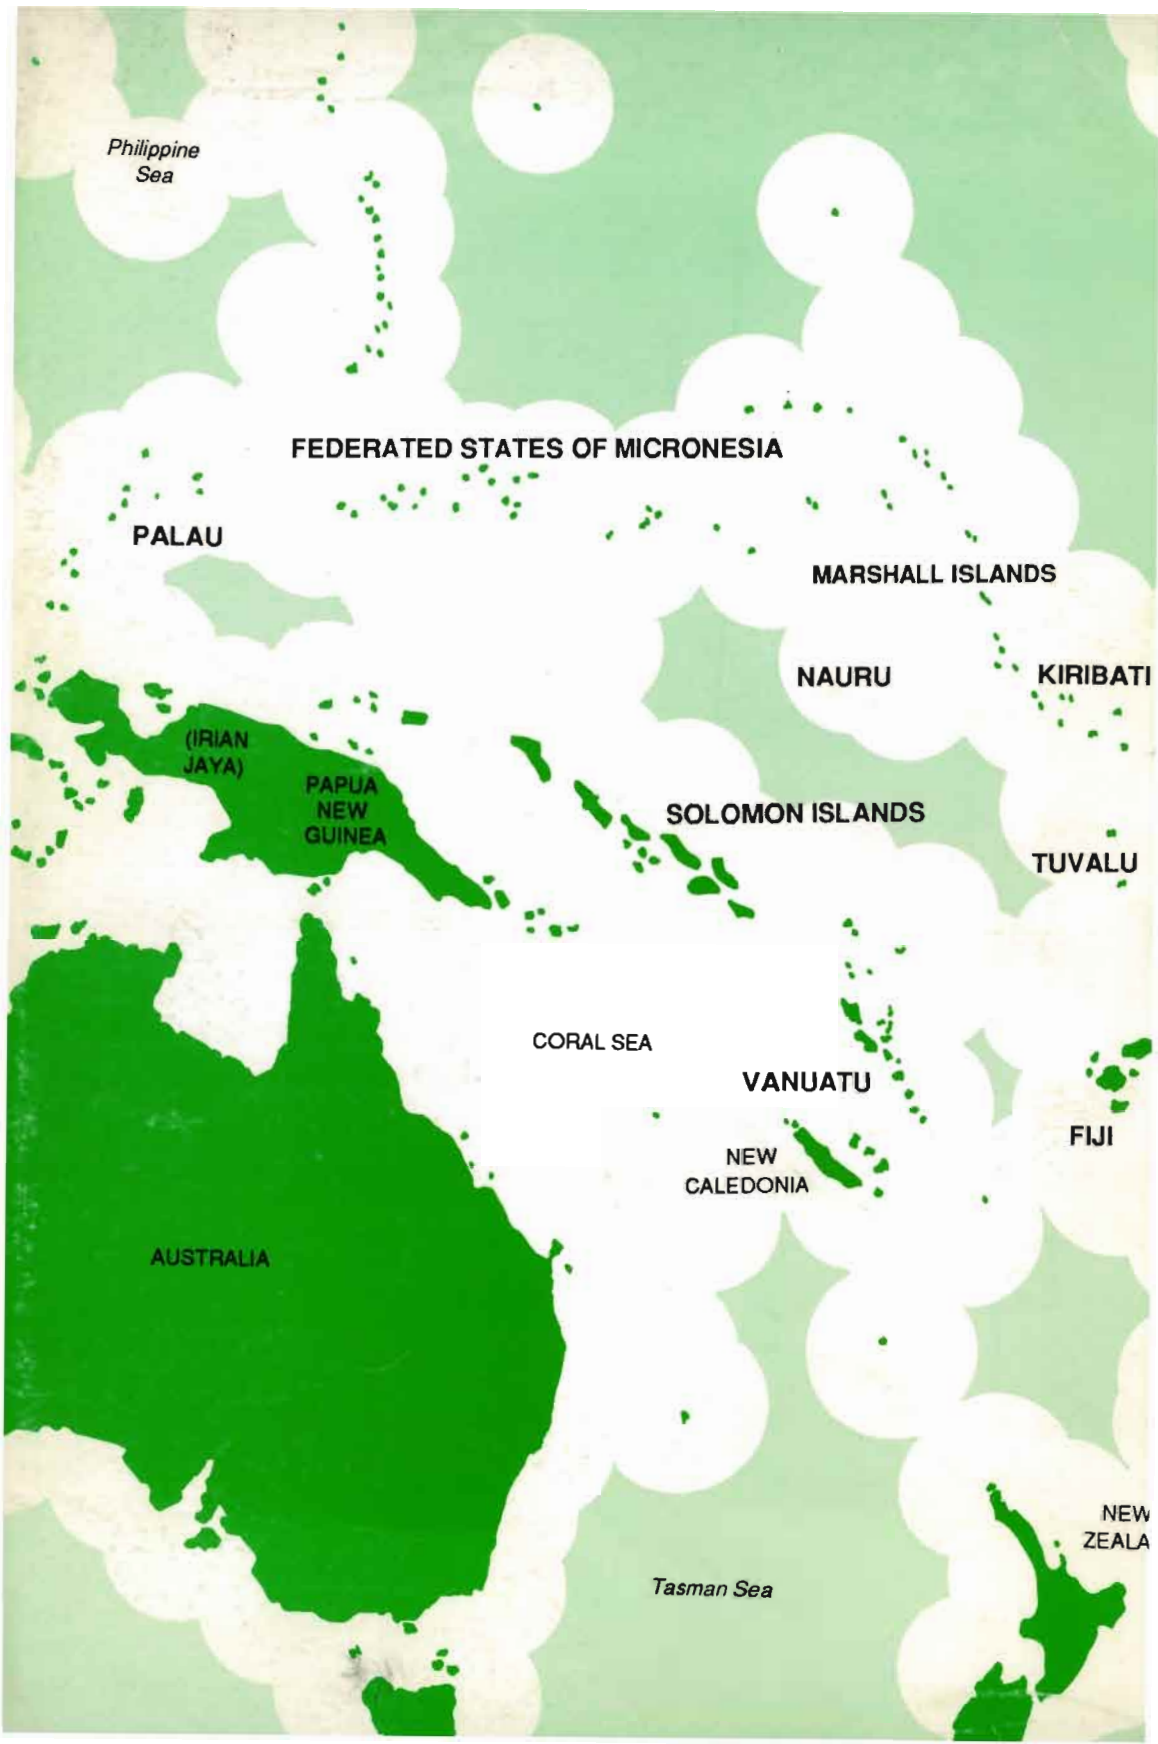 Philippine
Sea
FEDERATED STATES OF MICRONESIA
PALAU
MARSHALL ISLANDS
NAURU
KIRIBATI
(IRIAN
JAYA)
PAPUA
NEW
GUINEA
SOLOMON ISLANDS
TUVALU
CORAL SEA
VANUATU
FIJI
NEW
CALEDONIA
AUSTRALIA
NEW
ZEALA
Tasman Sea